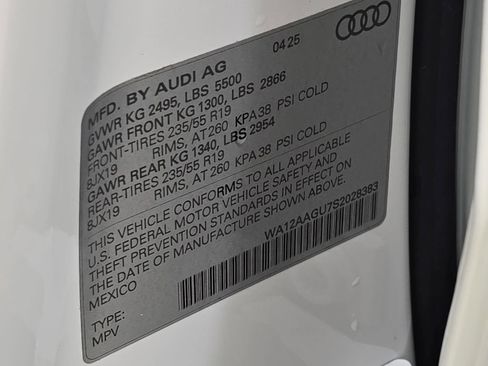 MFD. BY AUDI AG 04 25
GVWR KG 2495, LBS 5500
GAWR FRONT KG 1300, LBS 2866
FRONT-TIRES 235/55 R19
8JX19 RIMS, AT 260 KPA 38 PSI COLD
GAWR REAR KG 1340, LBS 2954
REAR-TIRES 235/55 R19
8JX19 RIMS, AT 260 KPA 38 PSI COLD
THIS VEHICLE CONFORMS TO ALL APPLICABLE
U.S. FEDERAL MOTOR VEHICLE SAFETY AND
THEFT PREVENTION STANDARDS IN EFFECT ON
THE DATE OF MANUFACTURE SHOWN ABOVE.
MEXICO
WA12AAGU7S2028383
TYPE:
MPV